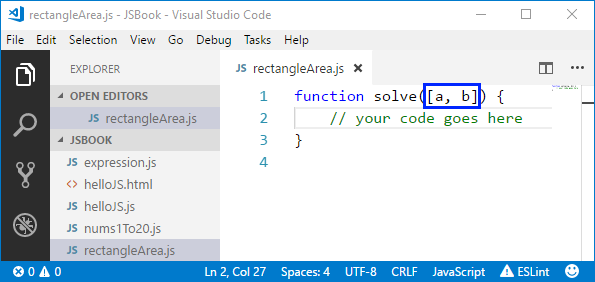 rectangleArea.js - JSBook - Visual Studio Code
File Edit Selection View Go Debug Tasks Help
EXPLORER
OPEN EDITORS
JS rectangleArea.js
JSBOOK
JS expression.js
<> helloJS.html
JS helloJS.js
JS nums1To20.js
JS rectangleArea.js
JS rectangleArea.js ×
1 function solve([a, b]) {
2 // your code goes here
3 }
4
0 0 Ln 2, Col 27 Spaces: 4 UTF-8 CRLF JavaScript ESLint